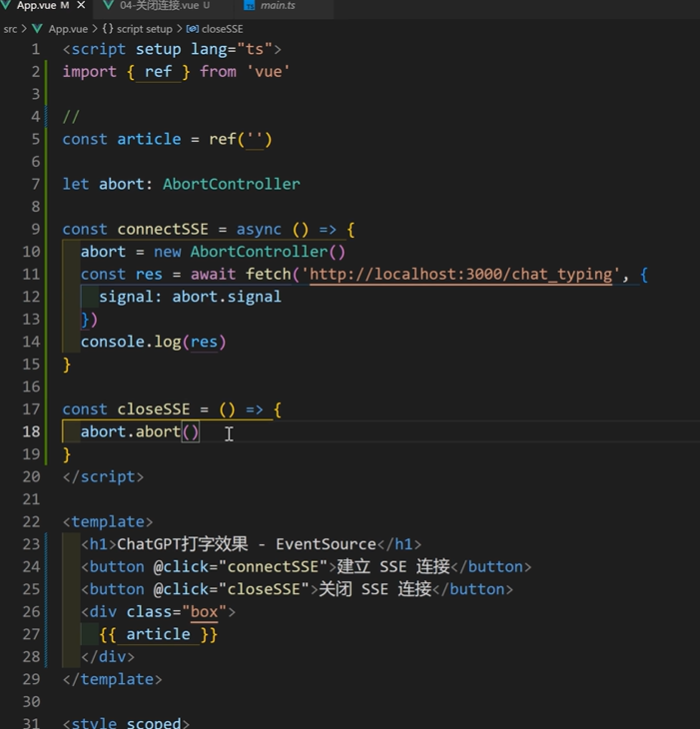 App.vue M
04-关闭连接.vue U
main.ts
src > App.vue > {} script setup > closeSSE
1 <script setup lang="ts">
2 import { ref } from 'vue'
3
4 //
5 const article = ref('')
6
7 let abort: AbortController
8
9 const connectSSE = async () => {
10 abort = new AbortController()
11 const res = await fetch('http://localhost:3000/chat_typing', {
12 signal: abort.signal
13 })
14 console.log(res)
15 }
16
17 const closeSSE = () => {
18 abort.abort()
19 }
20 </script>
21
22 <template>
23 <h1>ChatGPT打字效果 - EventSource</h1>
24 <button @click="connectSSE">建立 SSE 连接</button>
25 <button @click="closeSSE">关闭 SSE 连接</button>
26 <div class="box">
27 {{ article }}
28 </div>
29 </template>
30
31 <style scoped>